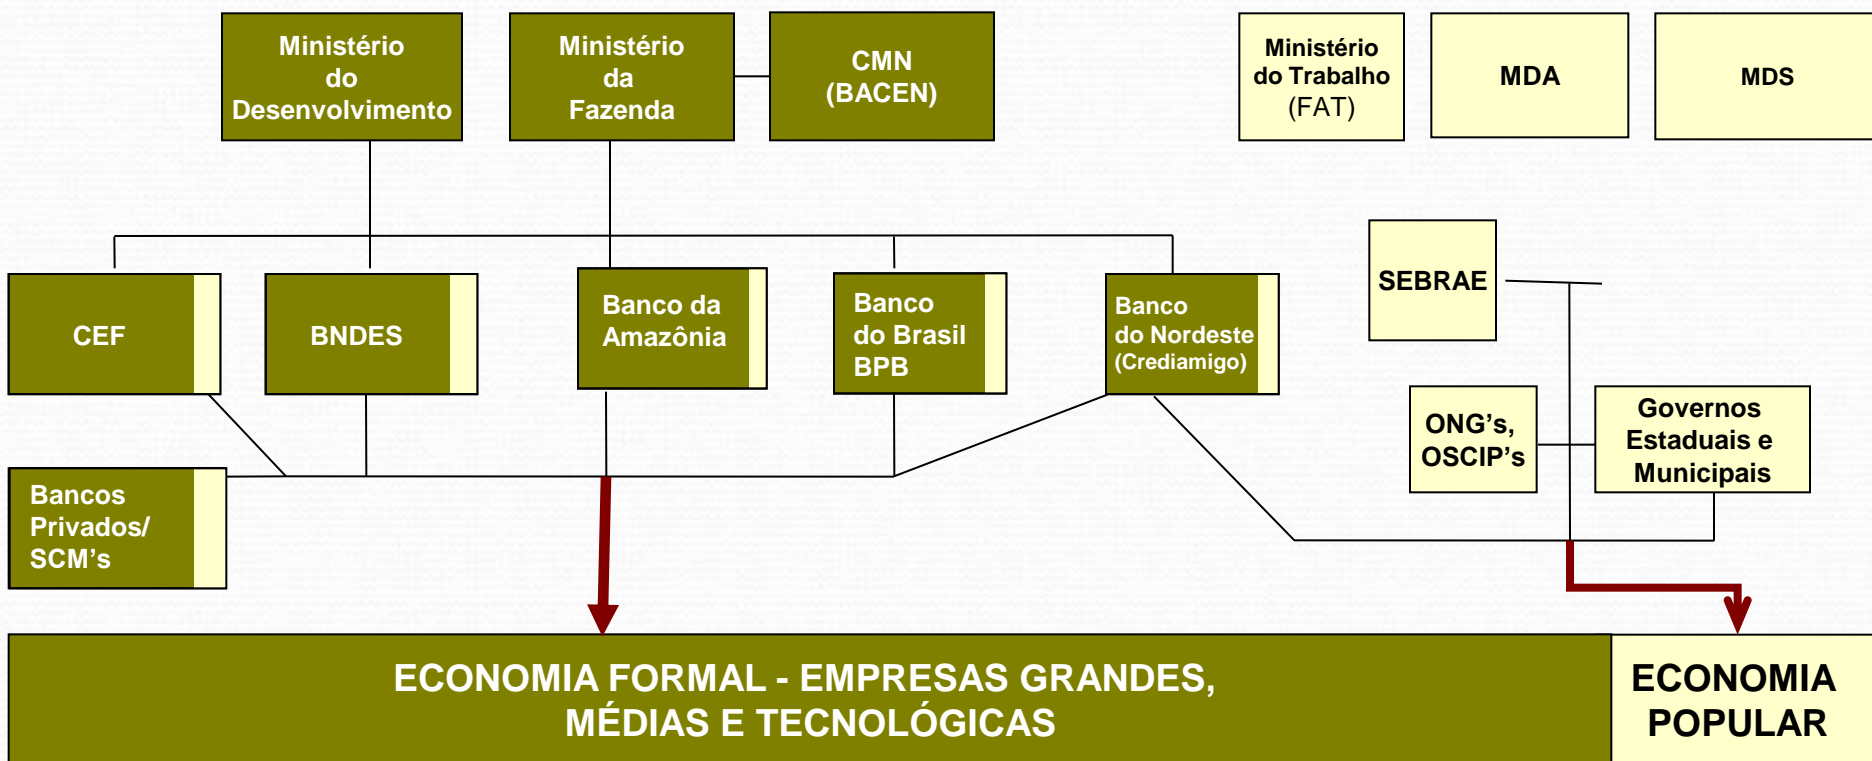 Ministério
do
Desenvolvimento
Ministério
da
Fazenda
CMN
(BACEN)
Ministério
do Trabalho
(FAT)
MDA
MDS
SEBRAE
CEF
BNDES
Banco da
Amazônia
Banco
do Brasil
BPB
Banco
do Nordeste
(Crediamigo)
ONG's,
OSCIP's
Governos
Estaduais e
Municipais
Bancos
Privados/
SCM's
ECONOMIA FORMAL - EMPRESAS GRANDES,
MÉDIAS E TECNOLÓGICAS
ECONOMIA
POPULAR